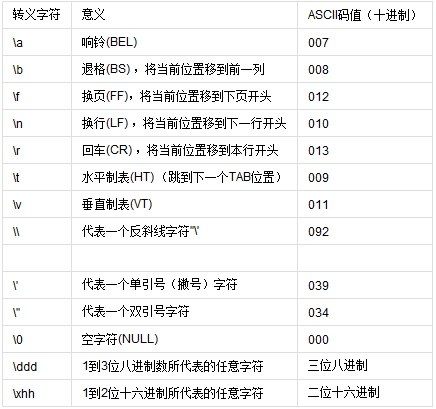 转义字符 意义 ASCII码值（十进制）
\a 响铃(BEL) 007
\b 退格(BS) ，将当前位置移到前一列 008
\f 换页(FF)，将当前位置移到下页开头 012
\n 换行(LF) ，将当前位置移到下一行开头 010
\r 回车(CR) ，将当前位置移到本行开头 013
\t 水平制表(HT) （跳到下一个TAB位置） 009
\v 垂直制表(VT) 011
\\ 代表一个反斜线字符''\' 092
\' 代表一个单引号（撇号）字符 039
\" 代表一个双引号字符 034
\0 空字符(NULL) 000
\ddd 1到3位八进制数所代表的任意字符 三位八进制
\xhh 1到2位十六进制所代表的任意字符 二位十六进制